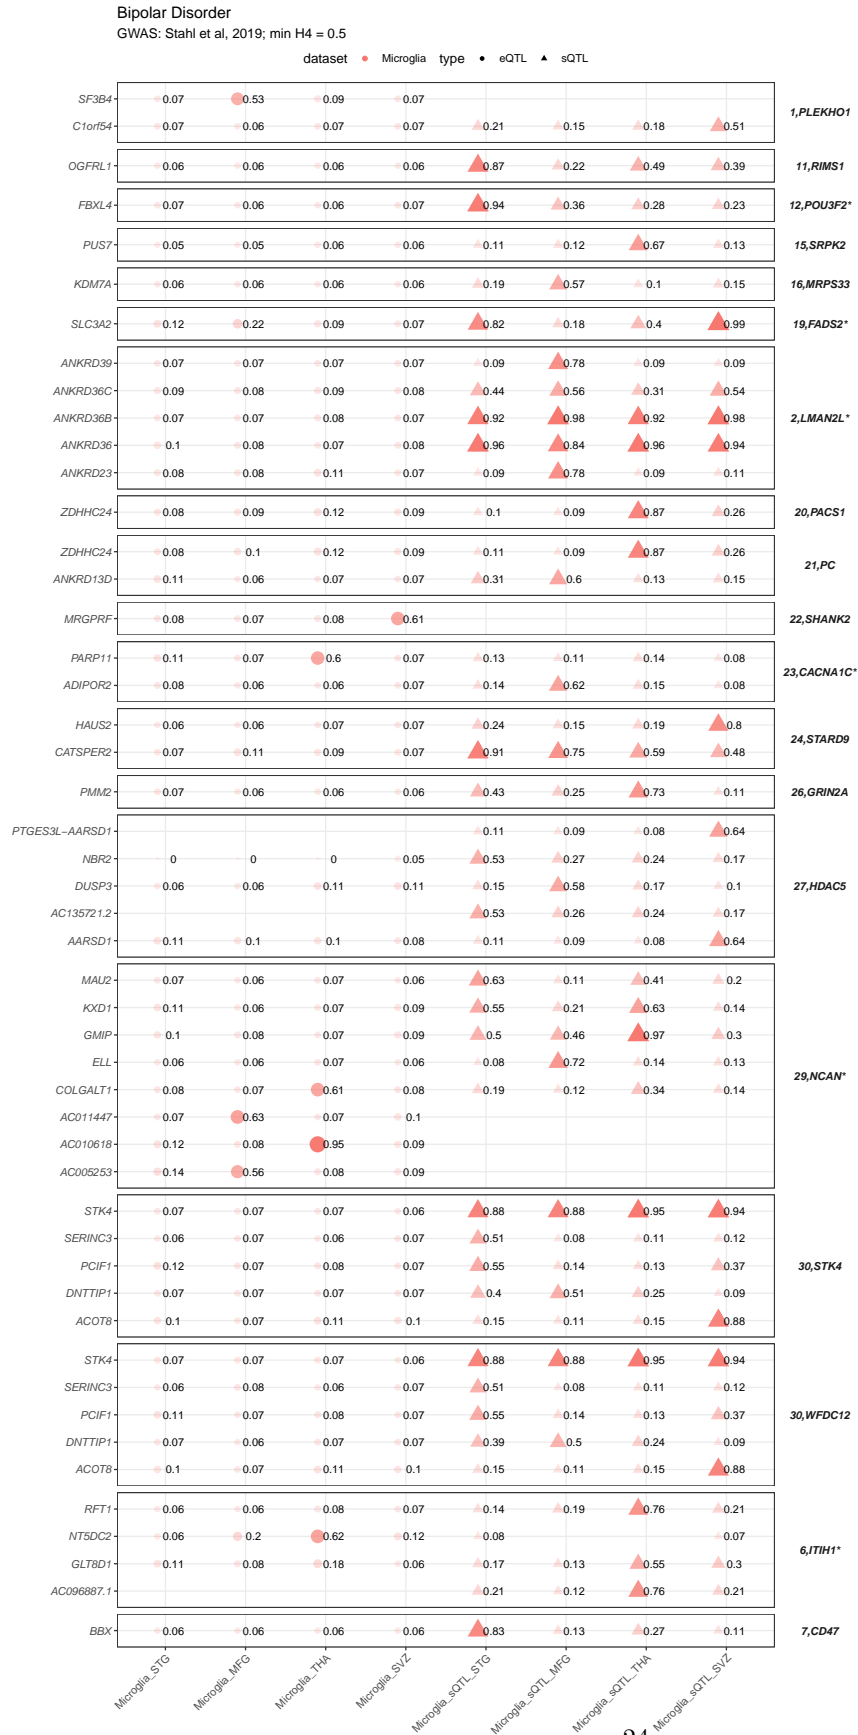 Bipolar Disorder
GWAS: Stahl et al, 2019; min H4 = 0.5
dataset Microglia type eQTL sQTL
SF3B4 0.07 0.53 0.09 0.07
1,PLEKHO1
C1orf54 0.07 0.06 0.07 0.07 0.21 0.15 0.18 0.51
OGFRL1 0.06 0.06 0.06 0.06 0.87 0.22 0.49 0.39 11,RIMS1
FBXL4 0.07 0.06 0.06 0.07 0.94 0.36 0.28 0.23 12,POU3F2*
PUS7 0.05 0.05 0.06 0.06 0.11 0.12 0.67 0.13 15,SRPK2
KDM7A 0.06 0.06 0.06 0.06 0.19 0.57 0.1 0.15 16,MRPS33
SLC3A2 0.12 0.22 0.09 0.07 0.82 0.18 0.4 0.99 19,FADS2*
ANKRD39 0.07 0.07 0.07 0.07 0.09 0.78 0.09 0.09
ANKRD36C 0.09 0.08 0.09 0.08 0.44 0.56 0.31 0.54
ANKRD36B 0.07 0.07 0.08 0.07 0.92 0.98 0.92 0.98 2,LMAN2L*
ANKRD36 0.1 0.08 0.07 0.08 0.96 0.84 0.96 0.94
ANKRD23 0.08 0.08 0.11 0.07 0.09 0.78 0.09 0.11
ZDHHC24 0.08 0.09 0.12 0.09 0.1 0.09 0.87 0.26 20,PACS1
ZDHHC24 0.08 0.1 0.12 0.09 0.11 0.09 0.87 0.26
21,PC
ANKRD13D 0.11 0.06 0.07 0.07 0.31 0.6 0.13 0.15
MRGPRF 0.08 0.07 0.08 0.61 22,SHANK2
PARP11 0.11 0.07 0.6 0.07 0.13 0.11 0.14 0.08
23,CACNA1C*
ADIPOR2 0.08 0.06 0.06 0.07 0.14 0.62 0.15 0.08
HAUS2 0.06 0.06 0.07 0.07 0.24 0.15 0.19 0.8
24,STARD9
CATSPER2 0.07 0.11 0.09 0.07 0.91 0.75 0.59 0.48
PMM2 0.07 0.06 0.06 0.06 0.43 0.25 0.73 0.11 26,GRIN2A
PTGES3L−AARSD1 0.11 0.09 0.08 0.64
NBR2 0 0 0 0.05 0.53 0.27 0.24 0.17
DUSP3 0.06 0.06 0.11 0.11 0.15 0.58 0.17 0.1 27,HDAC5
AC135721.2 0.53 0.26 0.24 0.17
AARSD1 0.11 0.1 0.1 0.08 0.11 0.09 0.08 0.64
MAU2 0.07 0.06 0.07 0.06 0.63 0.11 0.41 0.2
KXD1 0.11 0.06 0.07 0.09 0.55 0.21 0.63 0.14
GMIP 0.1 0.08 0.07 0.09 0.5 0.46 0.97 0.3
ELL 0.06 0.06 0.07 0.06 0.08 0.72 0.14 0.13
29,NCAN*
COLGALT1 0.08 0.07 0.61 0.08 0.19 0.12 0.34 0.14
AC011447 0.07 0.63 0.07 0.1
AC010618 0.12 0.08 0.95 0.09
AC005253 0.14 0.56 0.08 0.09
STK4 0.07 0.07 0.07 0.06 0.88 0.88 0.95 0.94
SERINC3 0.06 0.07 0.06 0.07 0.51 0.08 0.11 0.12
PCIF1 0.12 0.07 0.08 0.07 0.55 0.14 0.13 0.37 30,STK4
DNTTIP1 0.07 0.07 0.07 0.07 0.4 0.51 0.25 0.09
ACOT8 0.1 0.07 0.11 0.1 0.15 0.11 0.15 0.88
STK4 0.07 0.07 0.07 0.06 0.88 0.88 0.95 0.94
SERINC3 0.06 0.08 0.06 0.07 0.51 0.08 0.11 0.12
PCIF1 0.11 0.07 0.08 0.07 0.55 0.14 0.13 0.37 30,WFDC12
DNTTIP1 0.07 0.06 0.07 0.07 0.39 0.5 0.24 0.09
ACOT8 0.1 0.07 0.11 0.1 0.15 0.11 0.15 0.88
RFT1 0.06 0.06 0.08 0.07 0.14 0.19 0.76 0.21
NT5DC2 0.06 0.2 0.62 0.12 0.08 0.07
6,ITIH1*
GLT8D1 0.11 0.08 0.18 0.06 0.17 0.13 0.55 0.3
AC096887.1 0.21 0.12 0.76 0.21
BBX 0.06 0.06 0.06 0.06 0.83 0.13 0.27 0.11 7,CD47
Microglia_STG Microglia_MFG Microglia_THA Microglia_SVZ Microglia_sQTL_STG Microglia_sQTL_MFG Microglia_sQTL_THA Microglia_sQTL_SVZ